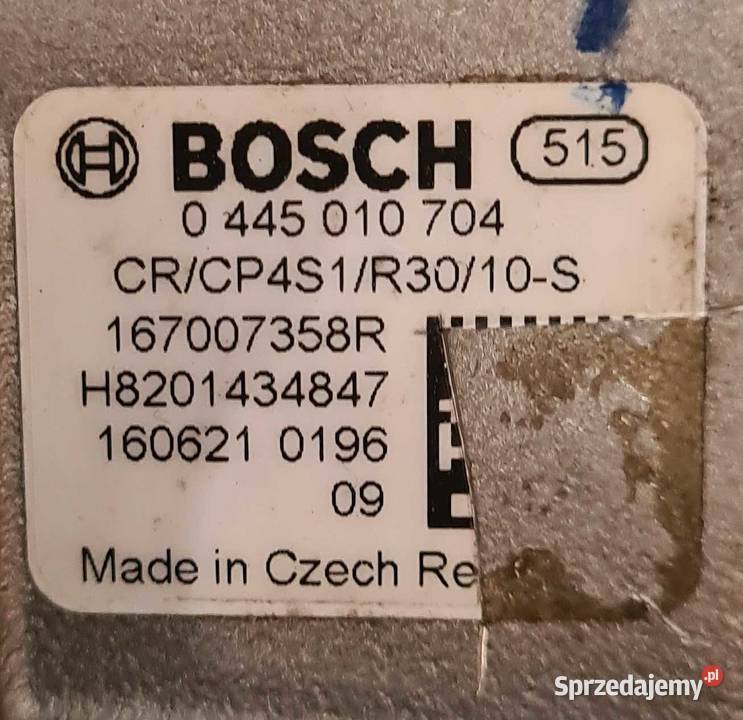 BOSCH 515
0 445 010 704
CR/CP4S1/R30/10-S
167007358R
H8201434847
160621 0196
09
Made in Czech Re
Sprzedajemy.pl